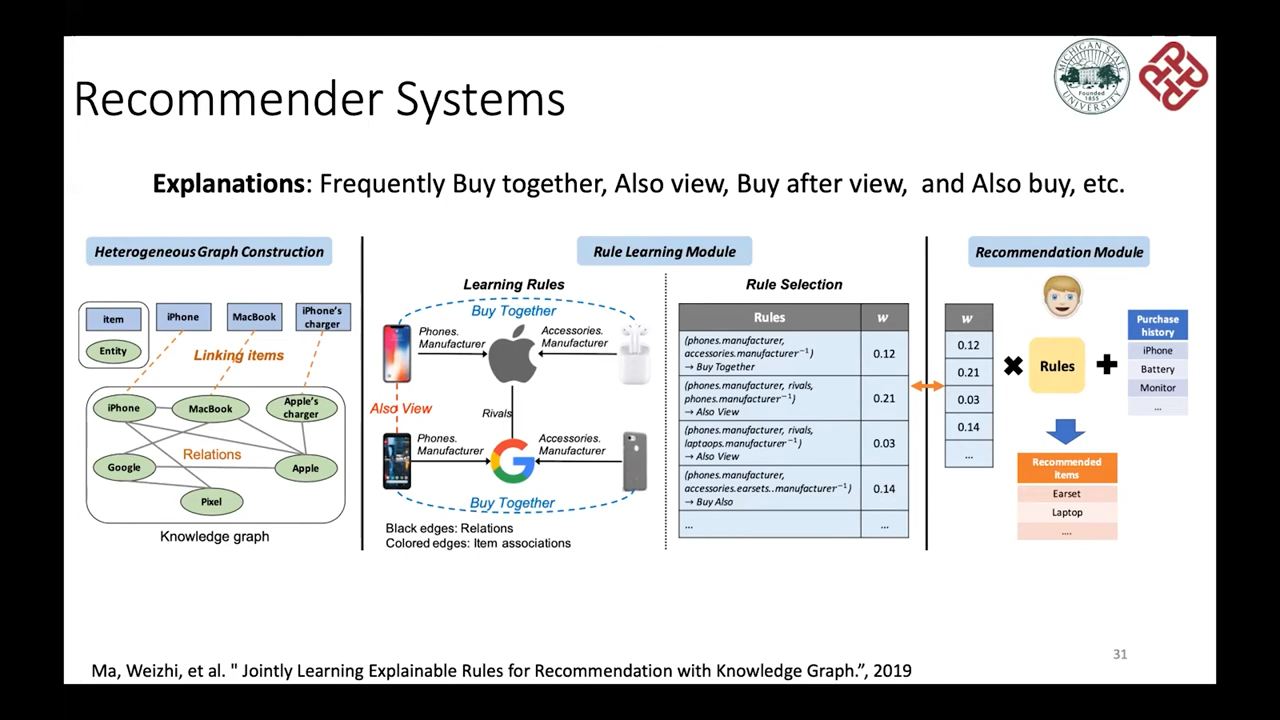 Recommender Systems
MICHIGAN STATE UNIVERSITY
Founded
1855
Explanations: Frequently Buy together, Also view, Buy after view, and Also buy, etc.
Heterogeneous Graph Construction
item
Entity
iPhone
MacBook
iPhone's
charger
Linking items
iPhone
MacBook
Apple's
charger
Relations
Google
Apple
Pixel
Knowledge graph
Rule Learning Module
Learning Rules
Buy Together
Phones.
Manufacturer
Accessories.
Manufacturer
Also View
Rivals
Phones.
Manufacturer
Accessories.
Manufacturer
Buy Together
Black edges: Relations
Colored edges: Item associations
Rule Selection
Rules w
(phones.manufacturer,
accessories.manufacturer⁻¹)
→ Buy Together
0.12
(phones.manufacturer, rivals,
phones.manufacturer⁻¹)
→ Also View
0.21
(phones.manufacturer, rivals,
laptaops.manufacturer⁻¹)
→ Also View
0.03
(phones.manufacturer,
accessories.earsets..manufacturer⁻¹)
→ Buy Also
0.14
... ...
Recommendation Module
w
0.12
0.21
0.03
0.14
...
Rules
Purchase
history
iPhone
Battery
Monitor
...
Recommended
items
Earset
Laptop
....
31
Ma, Weizhi, et al. " Jointly Learning Explainable Rules for Recommendation with Knowledge Graph.”, 2019